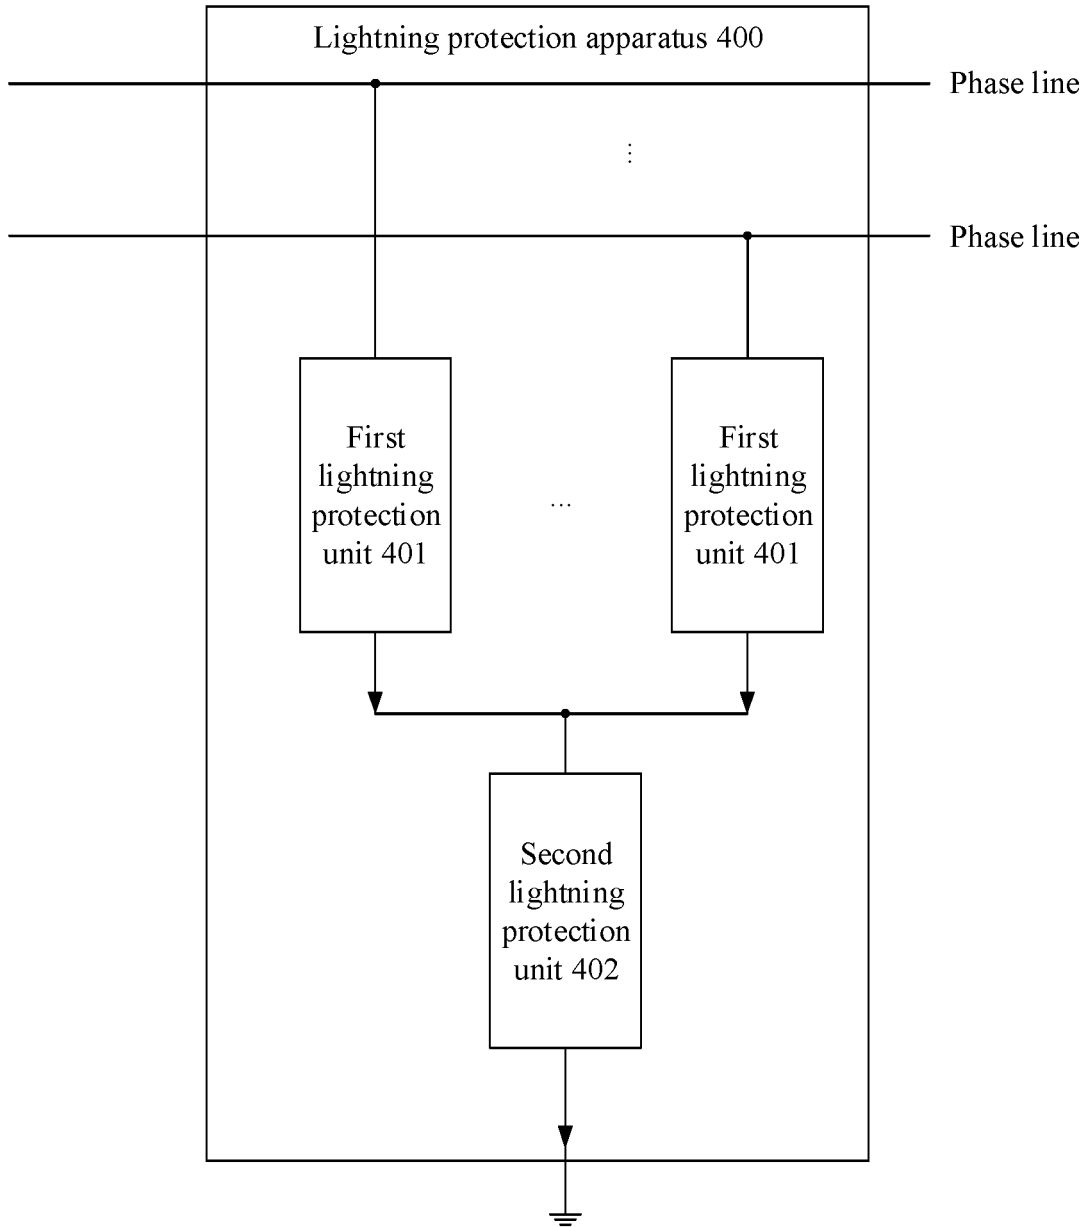 Lightning protection apparatus 400
Phase line
⋮
Phase line
First
lightning
protection
unit 401
...
First
lightning
protection
unit 401
Second
lightning
protection
unit 402